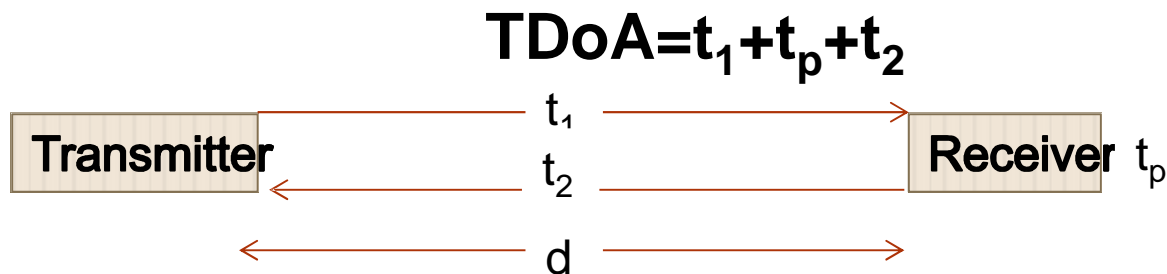 TDoA=t₁+tₚ+t₂
t₁
Transmitter Receiver tₚ
t₂
d